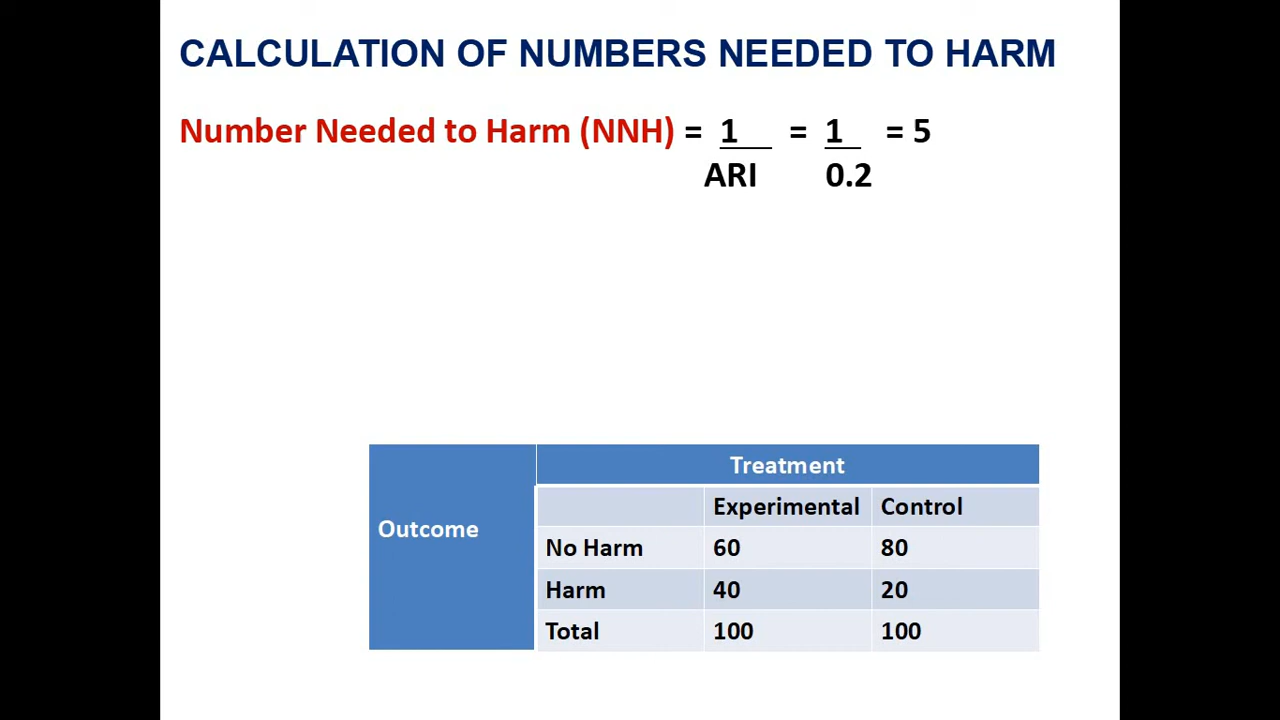 CALCULATION OF NUMBERS NEEDED TO HARM
Number Needed to Harm (NNH) = 1 = 1 = 5
ARI 0.2
Treatment
Outcome
Experimental Control
No Harm 60 80
Harm 40 20
Total 100 100